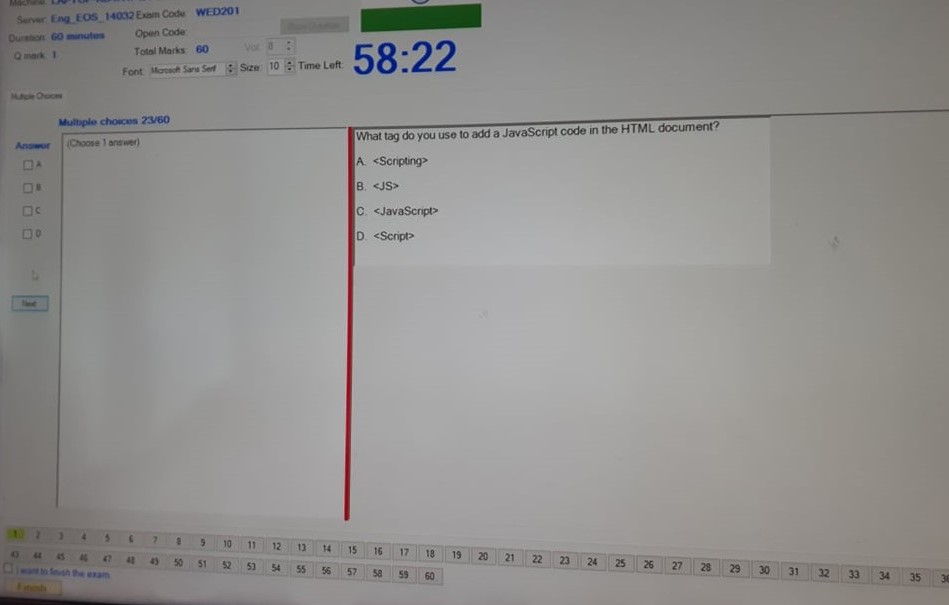 Server: Eng_EOS_14032 Exam Code: WED201
Duration: 60 minutes Open Code:
Q mark: 1 Total Marks: 60 Vol: 8
Font: Microsoft Sans Serif Size: 10 Time Left: 58:22
Multiple Choices
Multiple choices 23/60
Answer (Choose 1 answer)
What tag do you use to add a JavaScript code in the HTML document?
A. <Scripting>
B. <JS>
C. <JavaScript>
D. <Script>
A
B
C
D
Next
1 2 3 4 5 6 7 8 9 10 11 12 13 14 15 16 17 18 19 20 21 22 23 24 25 26 27 28 29 30 31 32 33 34 35
43 44 45 46 47 48 49 50 51 52 53 54 55 56 57 58 59 60
I want to finish the exam
Finish